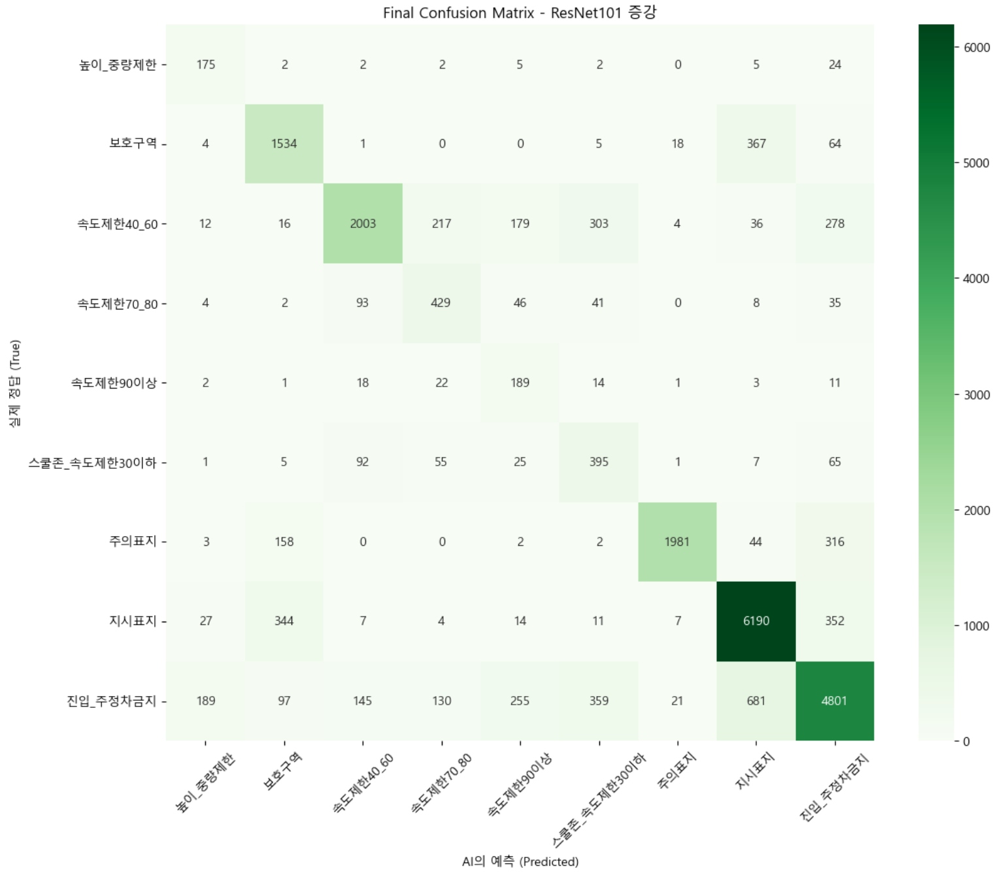 Final Confusion Matrix - ResNet101 증강
높이_중량제한 175 2 2 2 5 2 0 5 24
보호구역 4 1534 1 0 0 5 18 367 64
속도제한40_60 12 16 2003 217 179 303 4 36 278
속도제한70_80 4 2 93 429 46 41 0 8 35
속도제한90이상 2 1 18 22 189 14 1 3 11
스쿨존_속도제한30이하 1 5 92 55 25 395 1 7 65
주의표지 3 158 0 0 2 2 1981 44 316
지시표지 27 344 7 4 14 11 7 6190 352
진입_주정차금지 189 97 145 130 255 359 21 681 4801
실제 정답 (True)
높이_중량제한
보호구역
속도제한40_60
속도제한70_80
속도제한90이상
스쿨존_속도제한30이하
주의표지
지시표지
진입_주정차금지
AI의 예측 (Predicted)
6000
5000
4000
3000
2000
1000
0